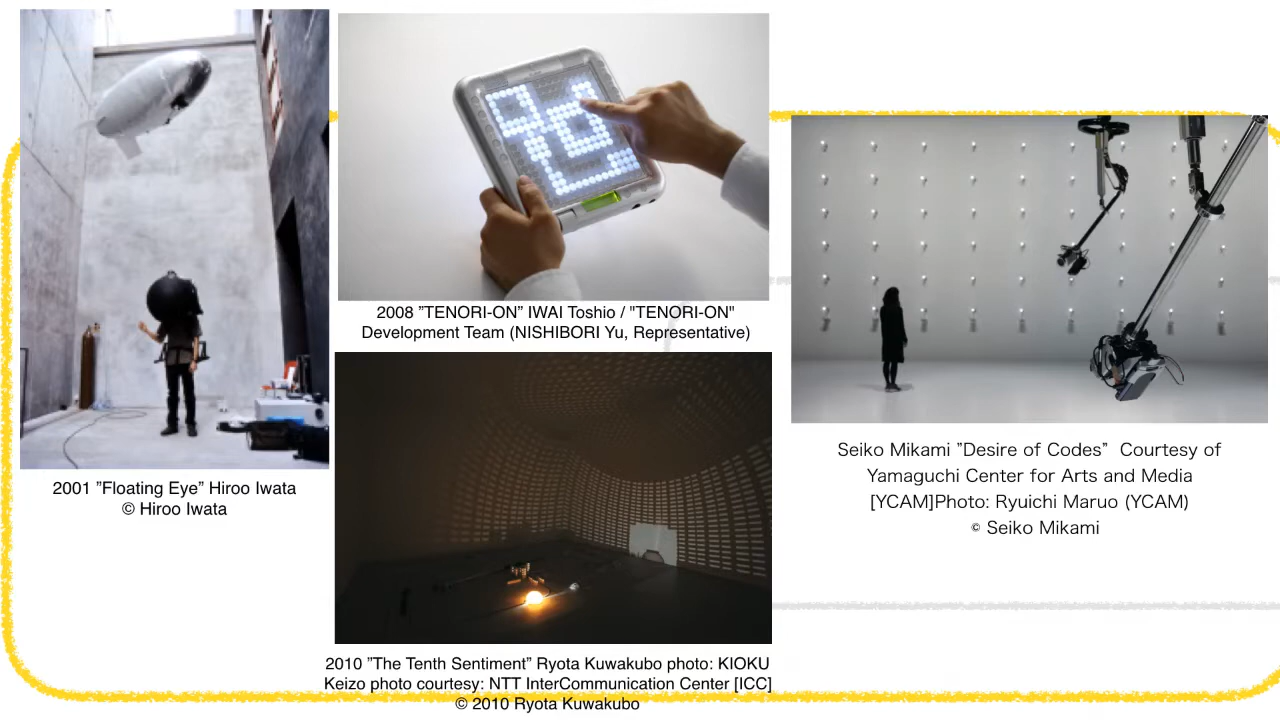 2008 ”TENORI-ON” IWAI Toshio / "TENORI-ON"
Development Team (NISHIBORI Yu, Representative)
Seiko Mikami ”Desire of Codes”  Courtesy of
Yamaguchi Center for Arts and Media
[YCAM]Photo: Ryuichi Maruo (YCAM)
© Seiko Mikami
2001 ”Floating Eye” Hiroo Iwata
© Hiroo Iwata
2010 ”The Tenth Sentiment” Ryota Kuwakubo photo: KIOKU
Keizo photo courtesy: NTT InterCommunication Center [ICC]
© 2010 Ryota Kuwakubo